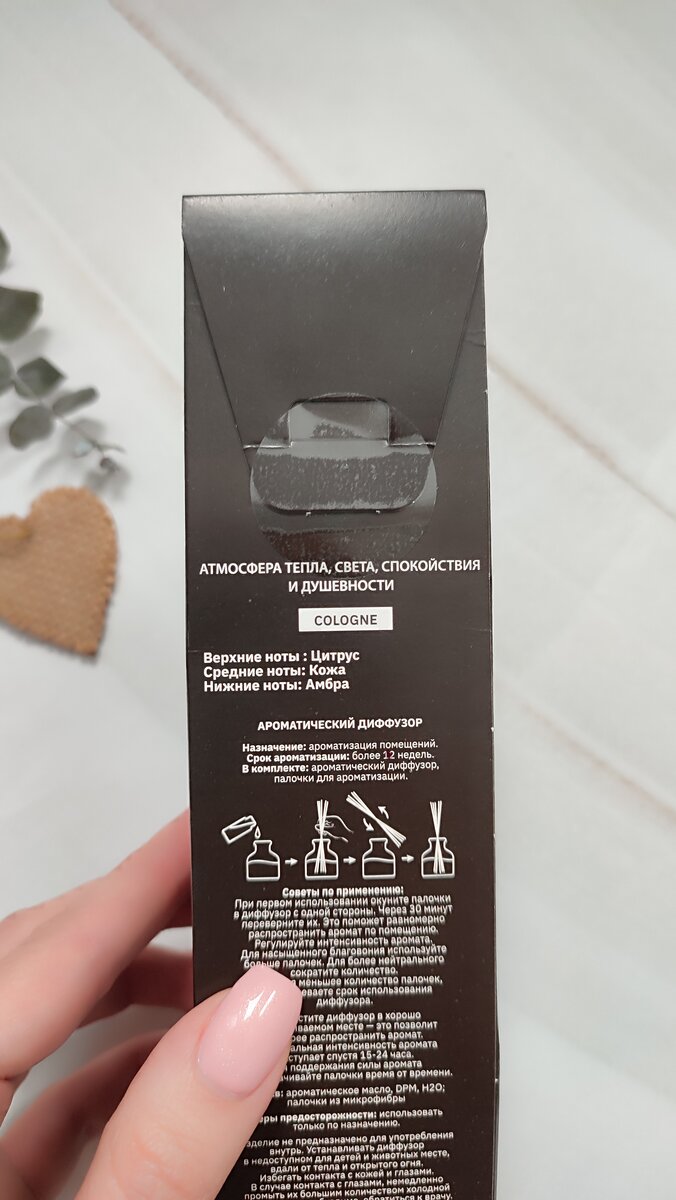 АТМОСФЕРА ТЕПЛА, СВЕТА, СПОКОЙСТВИЯ
И ДУШЕВНОСТИ
COLOGNE
Верхние ноты : Цитрус
Средние ноты: Кожа
Нижние ноты: Амбра
АРОМАТИЧЕСКИЙ ДИФФУЗОР
Назначение: ароматизация помещений.
Срок ароматизации: более 12 недель.
В комплекте: ароматический диффузор,
палочки для ароматизации.
Советы по применению:
При первом использовании окуните палочки
в диффузор с одной стороны. Через 30 минут
переверните их. Это поможет равномерно
распространить аромат по помещению.
Регулируйте интенсивность аромата.
Для насыщенного благовония используйте
больше палочек. Для более нейтрального
сократите количество.
меньшее количество палочек,
срок использования
диффузора.
диффузор в хорошо
месте — это позволит
распространить аромат.
интенсивность аромата
спустя 15-24 часа.
поддержания силы аромата
палочки время от времени.
ароматическое масло, DPM, H2O;
палочки из микрофибры
предосторожности: использовать
только по назначению.
не предназначено для употребления
внутрь. Устанавливать диффузор
в недоступном для детей и животных месте,
вдали от тепла и открытого огня.
Избегать контакта с кожей и глазами.
В случае контакта с глазами, немедленно
промыть их большим количеством холодной
обратиться к врачу.